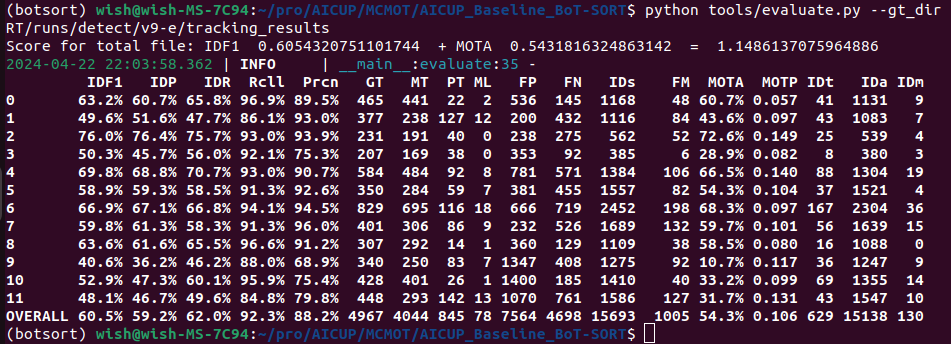 (botsort) wish@wish-MS-7C94:~/pro/AICUP/MCMOT/AICUP_Baseline_BoT-SORT$ python tools/evaluate.py --gt_dir
RT/runs/detect/v9-e/tracking_results
Score for total file: IDF1  0.6054320751101744  + MOTA  0.5431816324863142  =  1.1486137075964886
2024-04-22 22:03:58.362 | INFO     | __main__:evaluate:35 -
IDF1 IDP IDR Rcll Prcn GT MT PT ML FP FN IDs FM MOTA MOTP IDt IDa IDm
0 63.2% 60.7% 65.8% 96.9% 89.5% 465 441 22 2 536 145 1168 48 60.7% 0.057 41 1131 9
1 49.6% 51.6% 47.7% 86.1% 93.0% 377 238 127 12 200 432 1116 84 43.6% 0.097 43 1083 7
2 76.0% 76.4% 75.7% 93.0% 93.9% 231 191 40 0 238 275 562 52 72.6% 0.149 25 539 4
3 50.3% 45.7% 56.0% 92.1% 75.3% 207 169 38 0 353 92 385 6 28.9% 0.082 8 380 3
4 69.8% 68.8% 70.7% 93.0% 90.7% 584 484 92 8 781 571 1384 106 66.5% 0.140 88 1304 19
5 58.9% 59.3% 58.5% 91.3% 92.6% 350 284 59 7 381 455 1557 82 54.3% 0.104 37 1521 4
6 66.9% 67.1% 66.8% 94.1% 94.5% 829 695 116 18 666 719 2452 198 68.3% 0.097 167 2304 36
7 59.8% 61.3% 58.3% 91.3% 96.0% 401 306 86 9 232 526 1689 132 59.7% 0.101 56 1639 15
8 63.6% 61.6% 65.5% 96.6% 91.2% 307 292 14 1 360 129 1109 38 58.5% 0.080 16 1088 0
9 40.6% 36.2% 46.2% 88.0% 68.9% 340 250 83 7 1347 408 1275 92 10.7% 0.117 36 1247 9
10 52.9% 47.3% 60.1% 95.9% 75.4% 428 401 26 1 1400 185 1410 40 33.2% 0.099 69 1355 14
11 48.1% 46.7% 49.6% 84.8% 79.8% 448 293 142 13 1070 761 1586 127 31.7% 0.131 43 1547 10
OVERALL 60.5% 59.2% 62.0% 92.3% 88.2% 4967 4044 845 78 7564 4698 15693 1005 54.3% 0.106 629 15138 130
(botsort) wish@wish-MS-7C94:~/pro/AICUP/MCMOT/AICUP_Baseline_BoT-SORT$